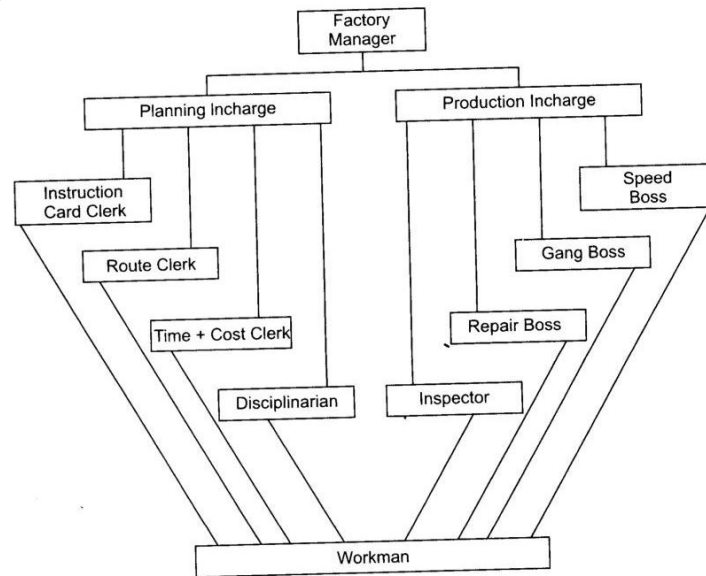 Factory
Manager
Planning Incharge
Production Incharge
Instruction
Card Clerk
Speed
Boss
Route Clerk
Gang Boss
Time + Cost Clerk
Repair Boss
Disciplinarian
Inspector
Workman